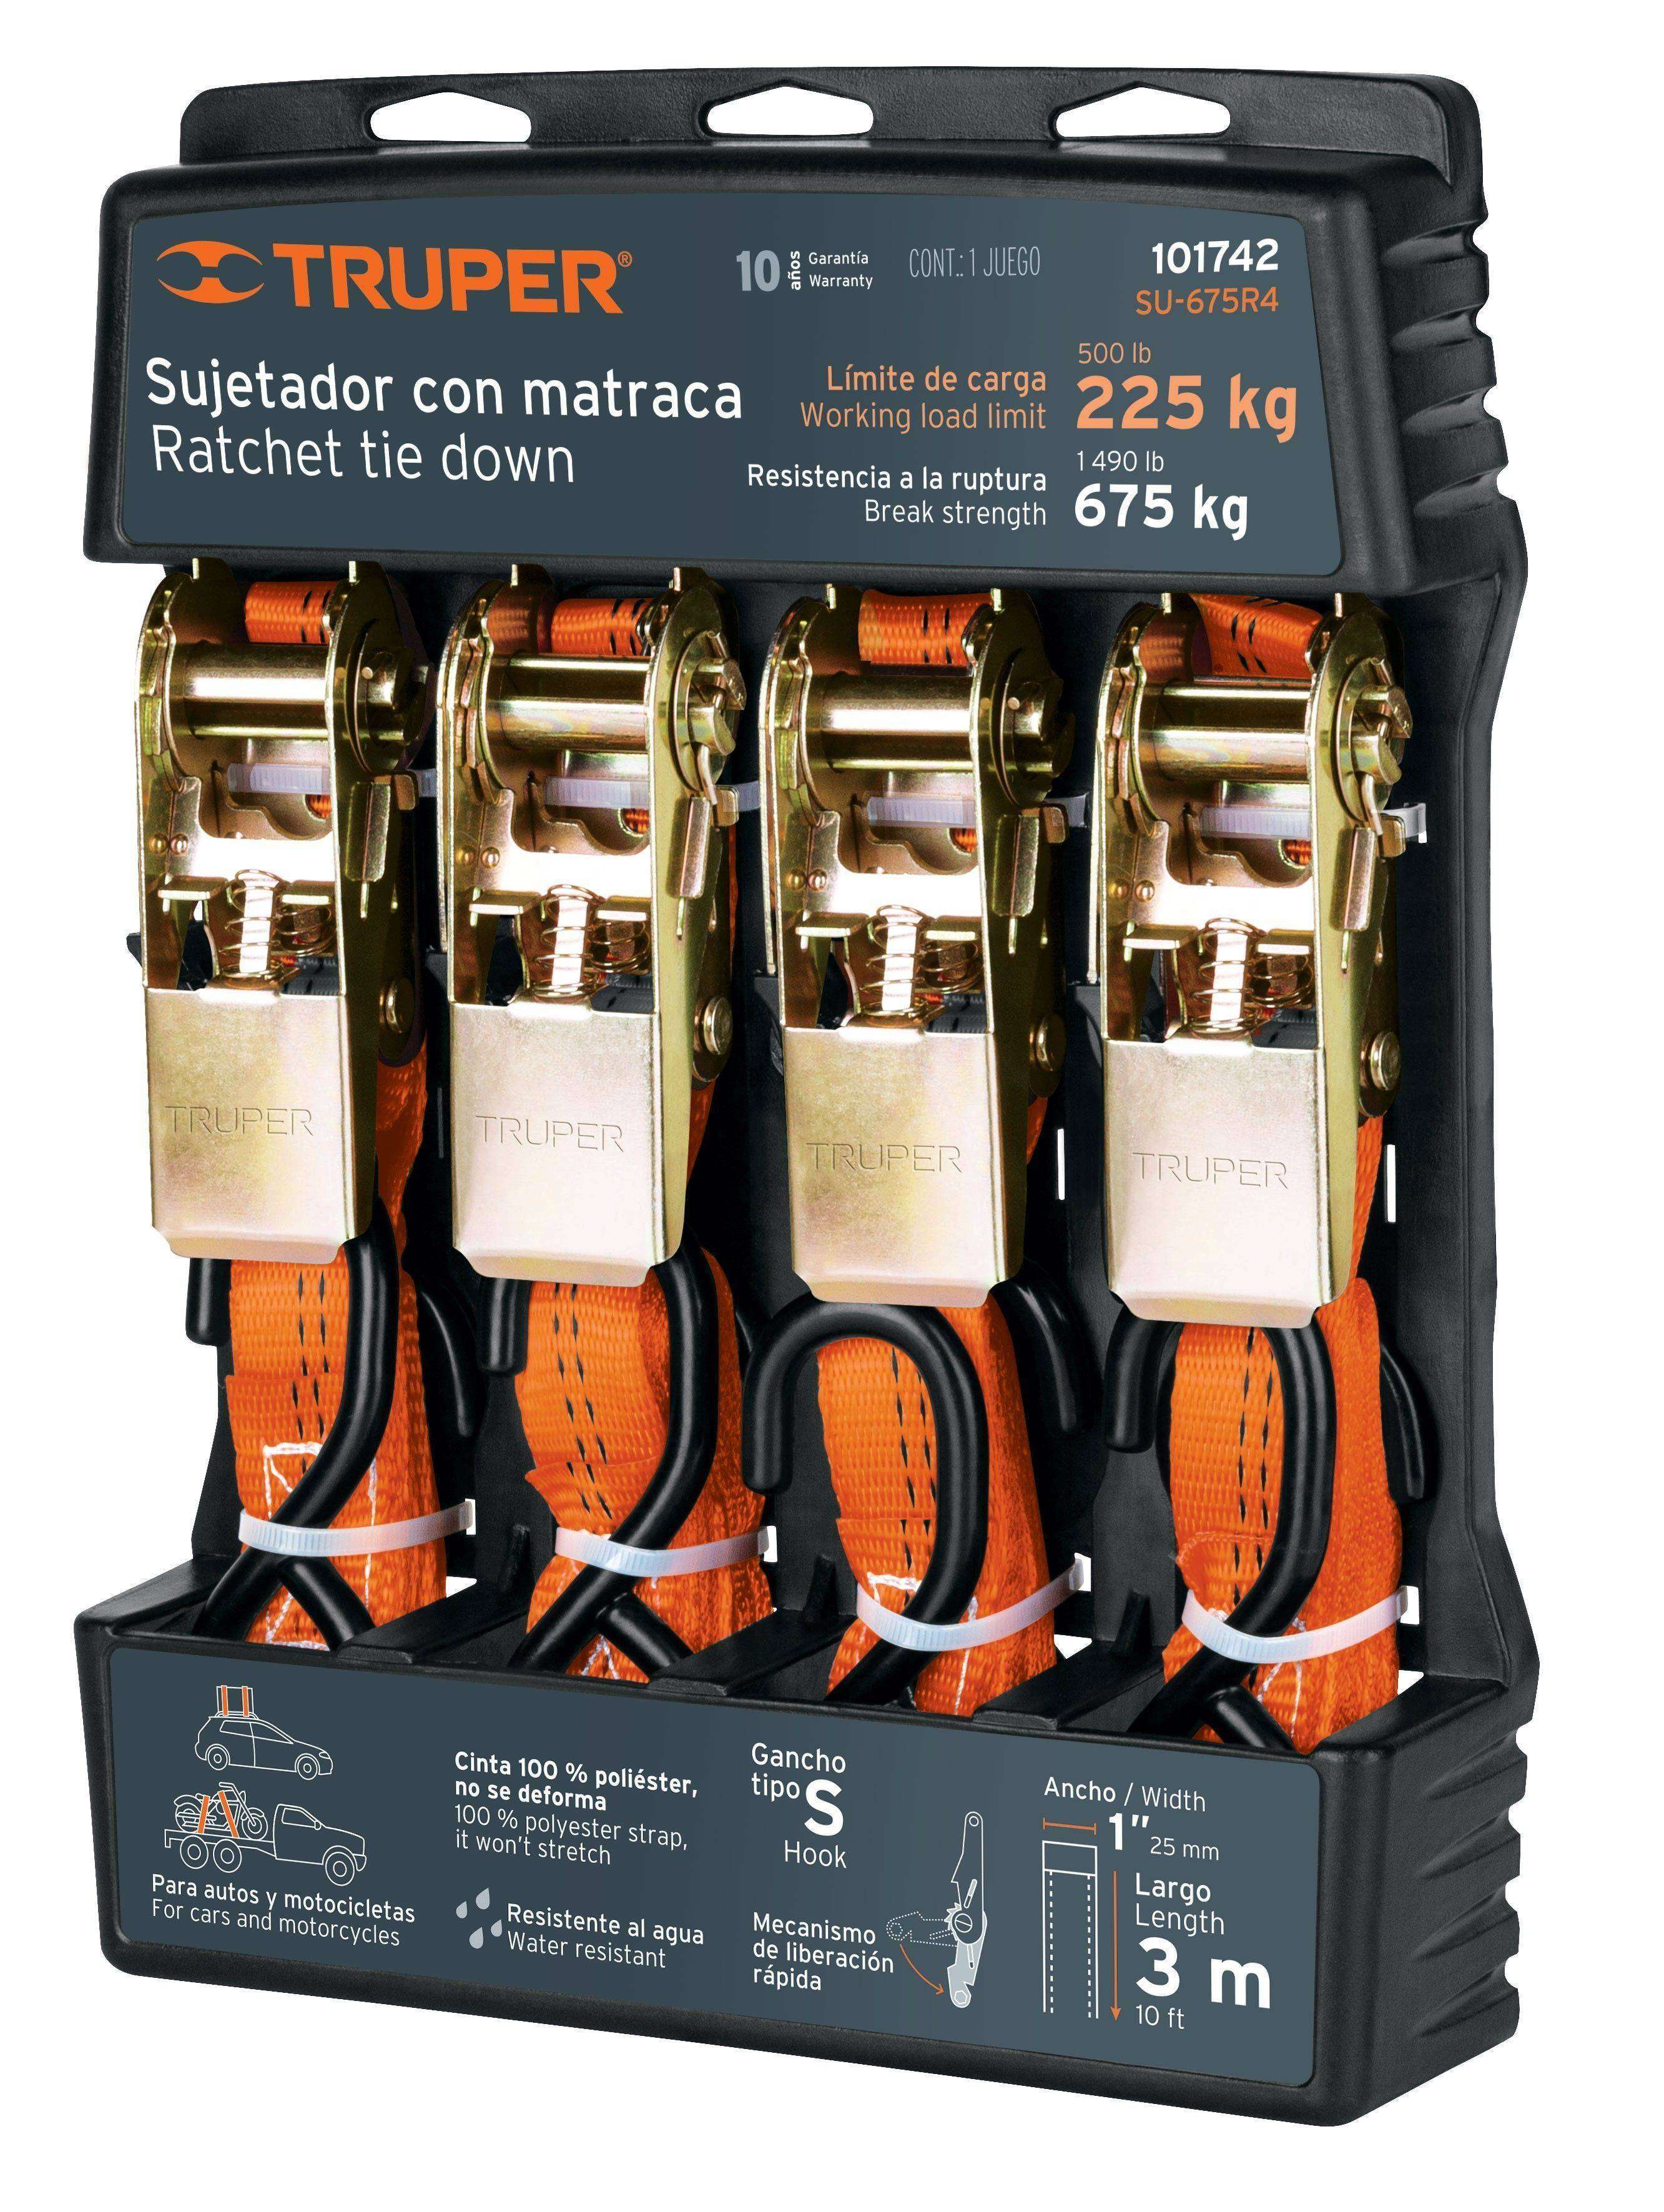 TRUPER®
10 años Garantía
Warranty
CONT.: 1 JUEGO
101742
SU-675R4
Sujetador con matraca
Ratchet tie down
500 lb
Límite de carga 225 kg
Working load limit
1 490 lb
Resistencia a la ruptura 675 kg
Break strength
TRUPER
TRUPER
TRUPER
TRUPER
Para autos y motocicletas
For cars and motorcycles
Cinta 100 % poliéster,
no se deforma
100 % polyester strap,
it won't stretch
Resistente al agua
Water resistant
Gancho
tipo S
Hook
Mecanismo
de liberación
rápida
Ancho / Width
1" 25 mm
Largo
Length
3 m
10 ft